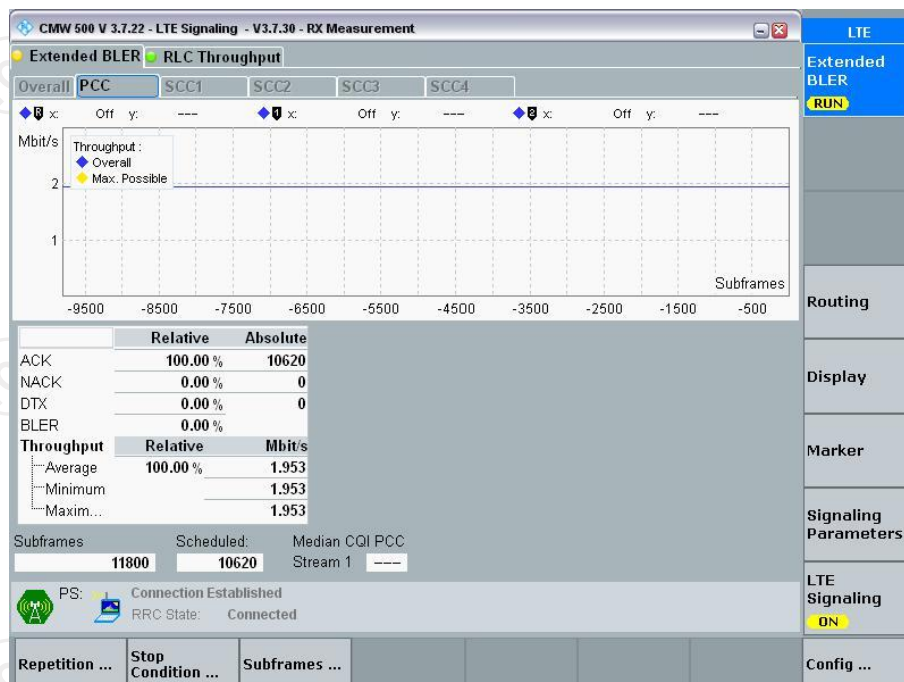 CMW 500 V 3.7.22 - LTE Signaling - V3.7.30 - RX Measurement
LTE
Extended BLER RLC Throughput
Extended BLER
RUN
Overall PCC SCC1 SCC2 SCC3 SCC4
R x: Off y: --- 1 x: Off y: --- 2 x: Off y: ---
Mbit/s
Throughput :
Overall
Max. Possible
2
1
Subframes
-9500 -8500 -7500 -6500 -5500 -4500 -3500 -2500 -1500 -500
Relative Absolute
ACK 100.00 % 10620
NACK 0.00 % 0
DTX 0.00 % 0
BLER 0.00 %
Throughput Relative Mbit/s
Average 100.00 % 1.953
Minimum 1.953
Maxim... 1.953
Subframes Scheduled: Median CQI PCC
11800 10620 Stream 1 ---
PS: Connection Established
RRC State: Connected
Routing
Display
Marker
Signaling Parameters
LTE Signaling
ON
Repetition ... Stop Condition ... Subframes ... Config ...